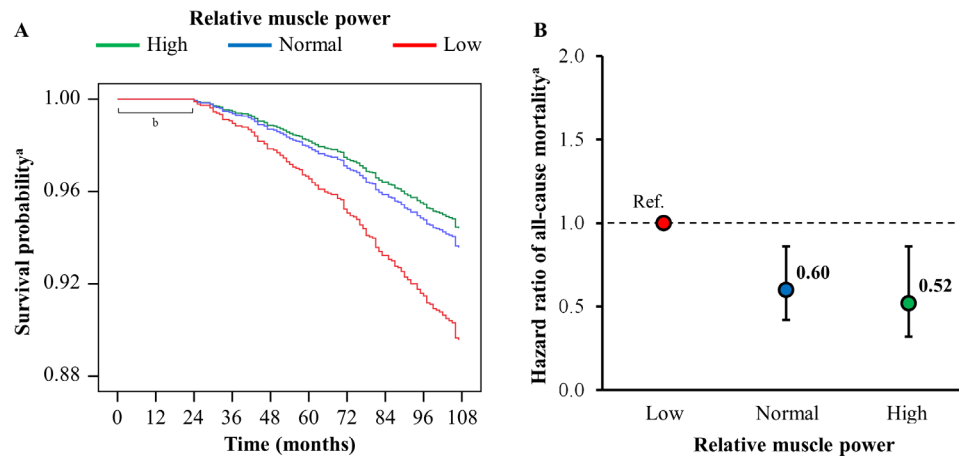 Relative muscle power
A
High Normal Low
1.00
0.96
0.92
0.88
b
Survival probabilityᵃ
0 12 24 36 48 60 72 84 96 108
Time (months)
B
2.0
1.5
1.0
0.5
0.0
Hazard ratio of all-cause mortalityᵃ
Ref.
0.60
0.52
Low Normal High
Relative muscle power